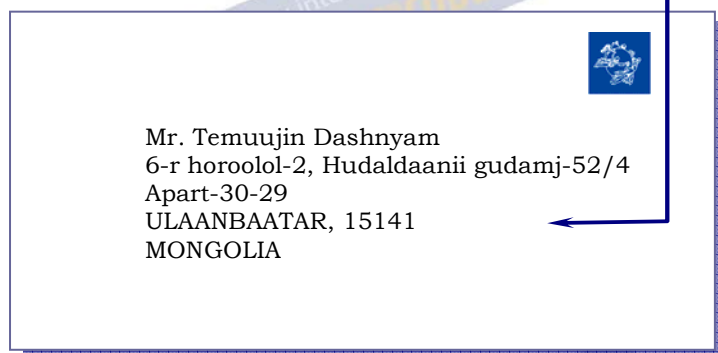 Mr. Temuujin Dashnyam
6-r horoolol-2, Hudaldaanii gudamj-52/4
Apart-30-29
ULAANBAATAR, 15141
MONGOLIA